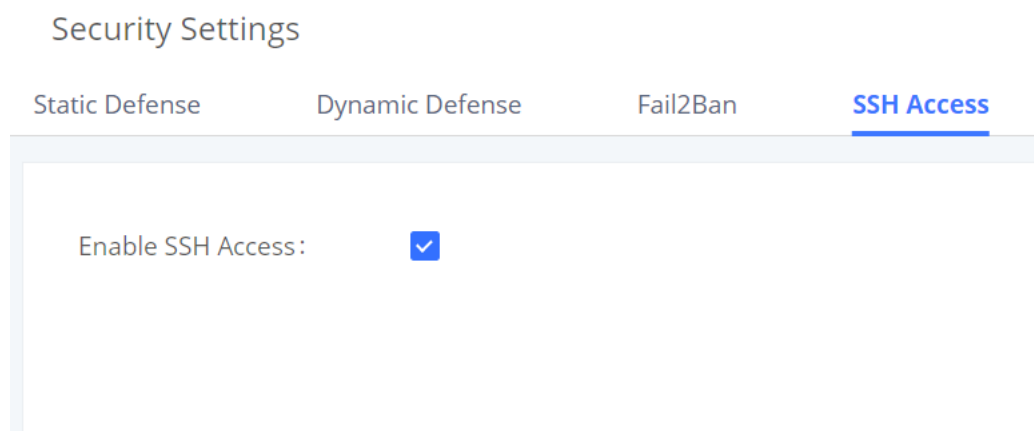 Security Settings
Static Defense Dynamic Defense Fail2Ban SSH Access
Enable SSH Access: